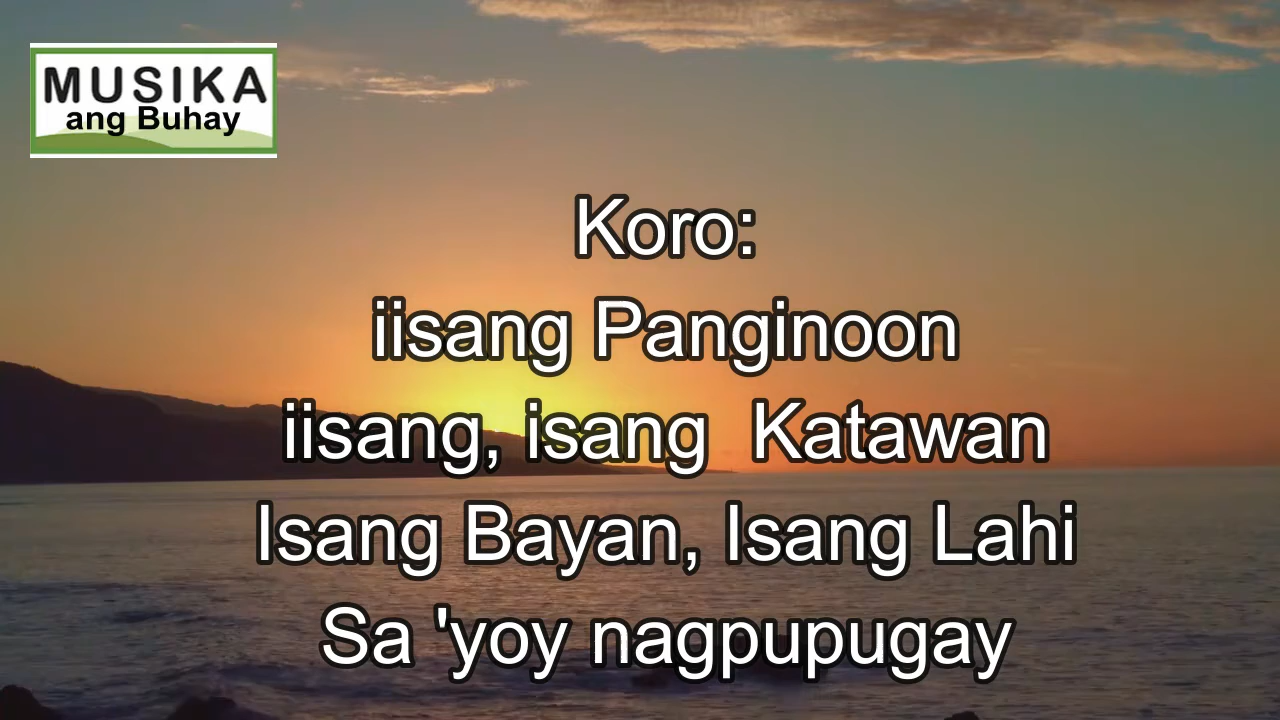 MUSIKA
ang Buhay
Koro:
iisang Panginoon
iisang, isang Katawan
Isang Bayan, Isang Lahi
Sa 'yoy nagpupugay